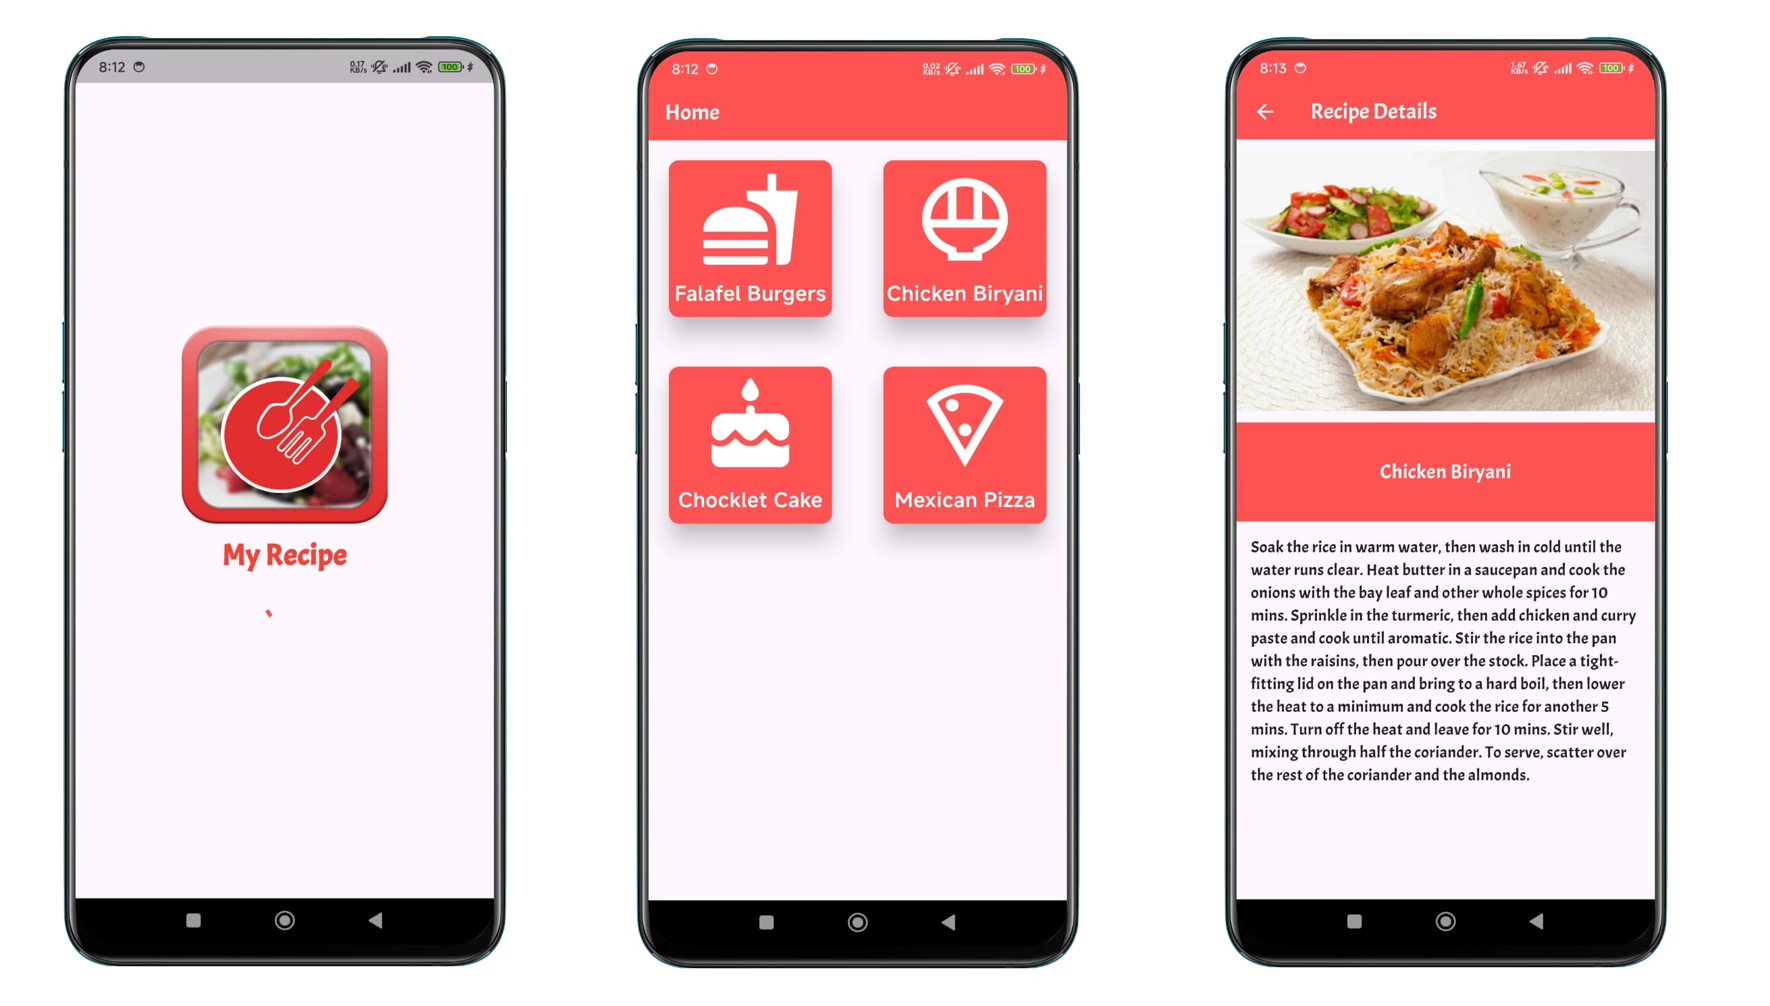 8:12
0.17
KB/s
100
My Recipe
8:12
0.02
KB/s
100
Home
Falafel Burgers
Chicken Biryani
Chocklet Cake
Mexican Pizza
8:13
1.67
KB/s
100
Recipe Details
Chicken Biryani
Soak the rice in warm water, then wash in cold until the
water runs clear. Heat butter in a saucepan and cook the
onions with the bay leaf and other whole spices for 10
mins. Sprinkle in the turmeric, then add chicken and curry
paste and cook until aromatic. Stir the rice into the pan
with the raisins, then pour over the stock. Place a tight-
fitting lid on the pan and bring to a hard boil, then lower
the heat to a minimum and cook the rice for another 5
mins. Turn off the heat and leave for 10 mins. Stir well,
mixing through half the coriander. To serve, scatter over
the rest of the coriander and the almonds.